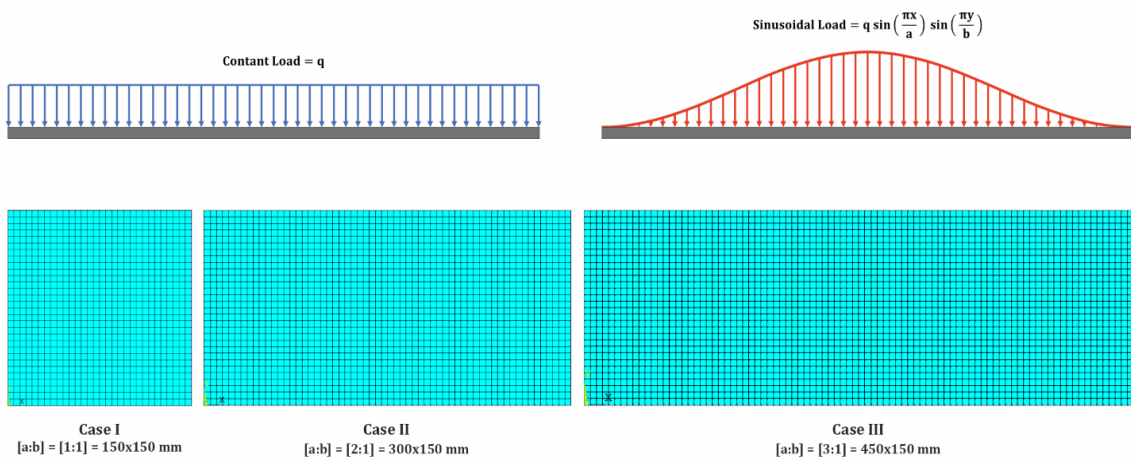 Contant Load = q
Sinusoidal Load = q sin(πx/a) sin(πy/b)
X
X
X
Case I
[a:b] = [1:1] = 150x150 mm
Case II
[a:b] = [2:1] = 300x150 mm
Case III
[a:b] = [3:1] = 450x150 mm